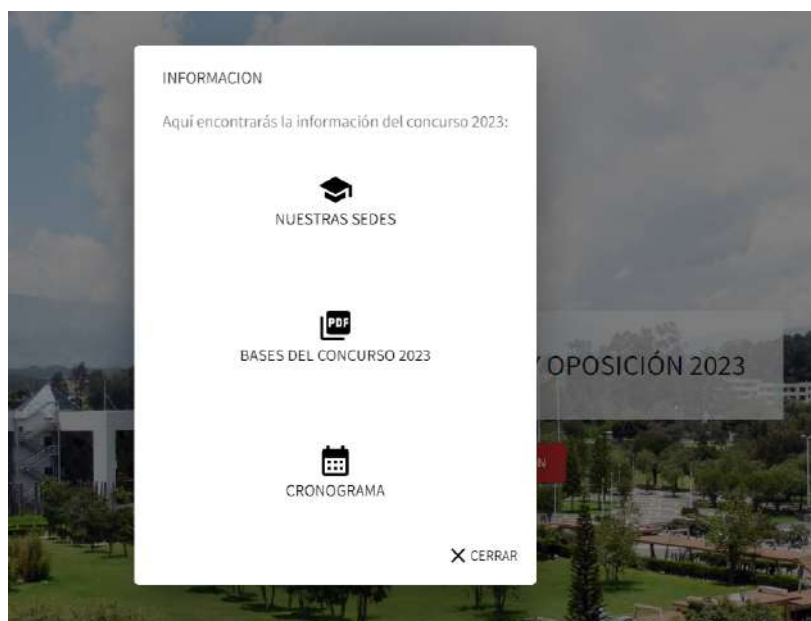 INFORMACION
Aquí encontrarás la información del concurso 2023:
NUESTRAS SEDES
PDF
BASES DEL CONCURSO 2023
Y OPOSICIÓN 2023
N
CRONOGRAMA
CERRAR